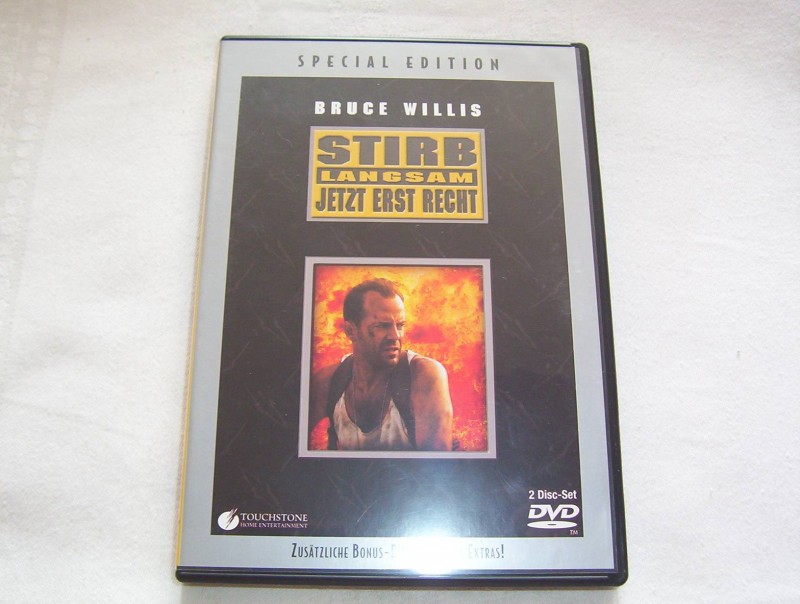 SPECIAL EDITION
BRUCE WILLIS
STIRB
LANGSAM
JETZT ERST RECHT
2 Disc-Set
DVD
TM
TOUCHSTONE
HOME ENTERTAINMENT
ZUSÄTZLICHE BONUS- EXTRAS!